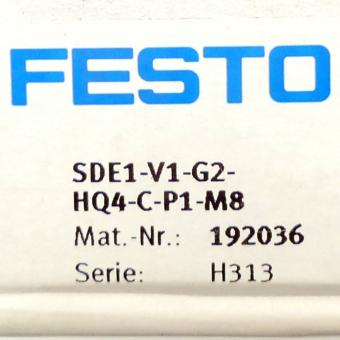 FESTO
SDE1-V1-G2-
HQ4-C-P1-M8
Mat.-Nr.: 192036
Serie: H313